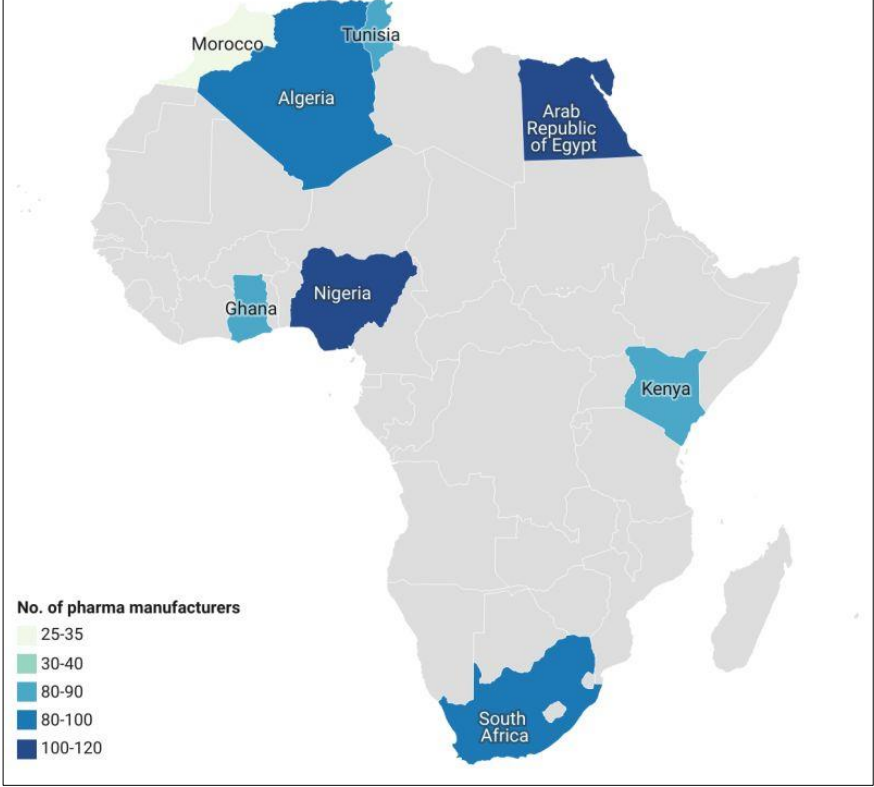 Morocco
Tunisia
Algeria
Arab
Republic
of Egypt
Ghana
Nigeria
Kenya
South
Africa
No. of pharma manufacturers
25-35
30-40
80-90
80-100
100-120